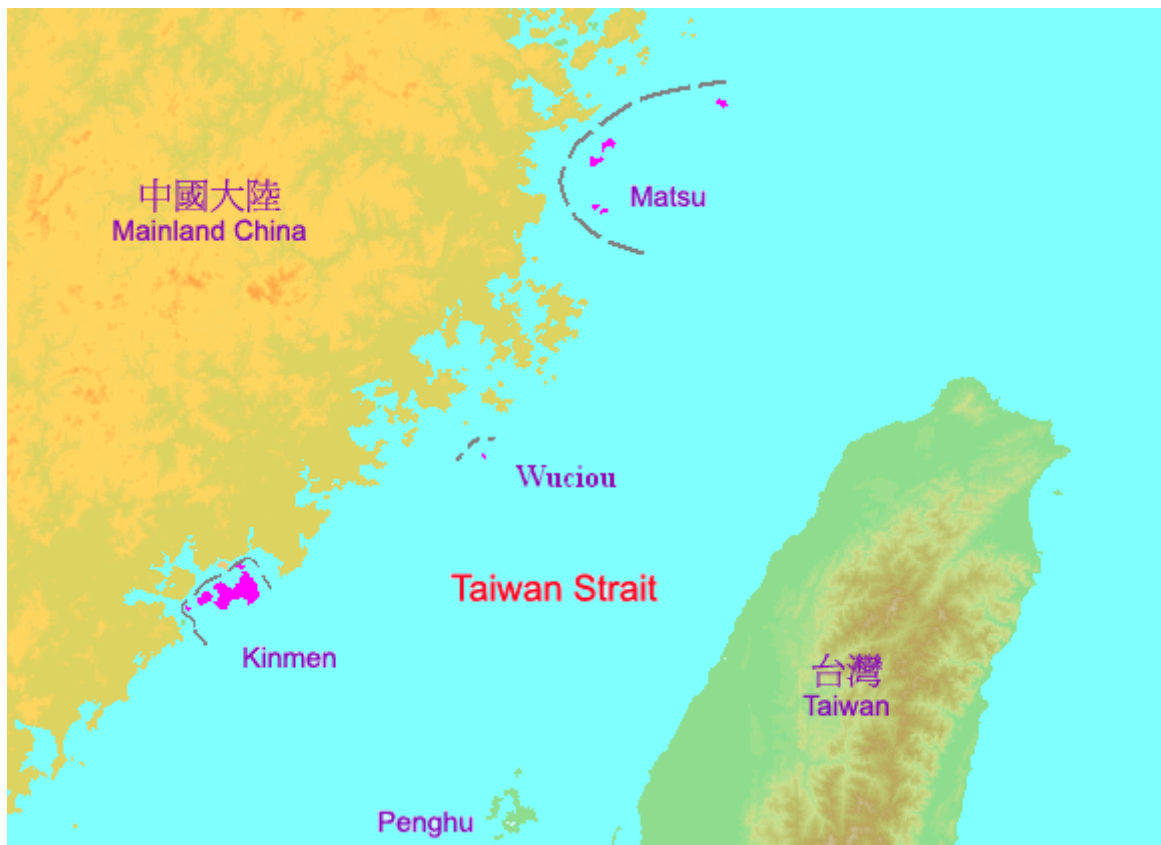 中國大陸
Mainland China
Matsu
Wuciou
Taiwan Strait
Kinmen
台灣
Taiwan
Penghu